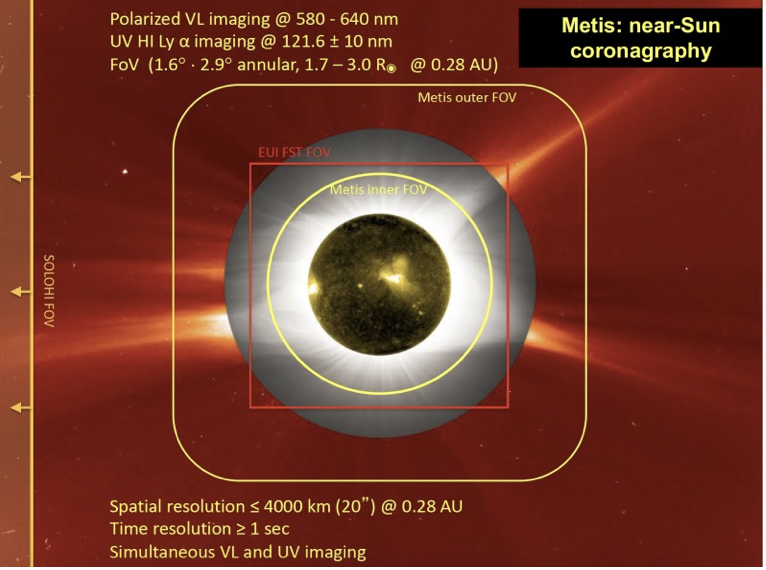 Polarized VL imaging @ 580 - 640 nm
UV HI Ly α imaging @ 121.6 ± 10 nm
FoV (1.6° · 2.9° annular, 1.7 – 3.0 R☉ @ 0.28 AU)
Metis: near-Sun
coronagraphy
Metis outer FOV
EUI FST FOV
Metis inner FOV
SOLOHI FOV
Spatial resolution ≤ 4000 km (20”) @ 0.28 AU
Time resolution ≥ 1 sec
Simultaneous VL and UV imaging